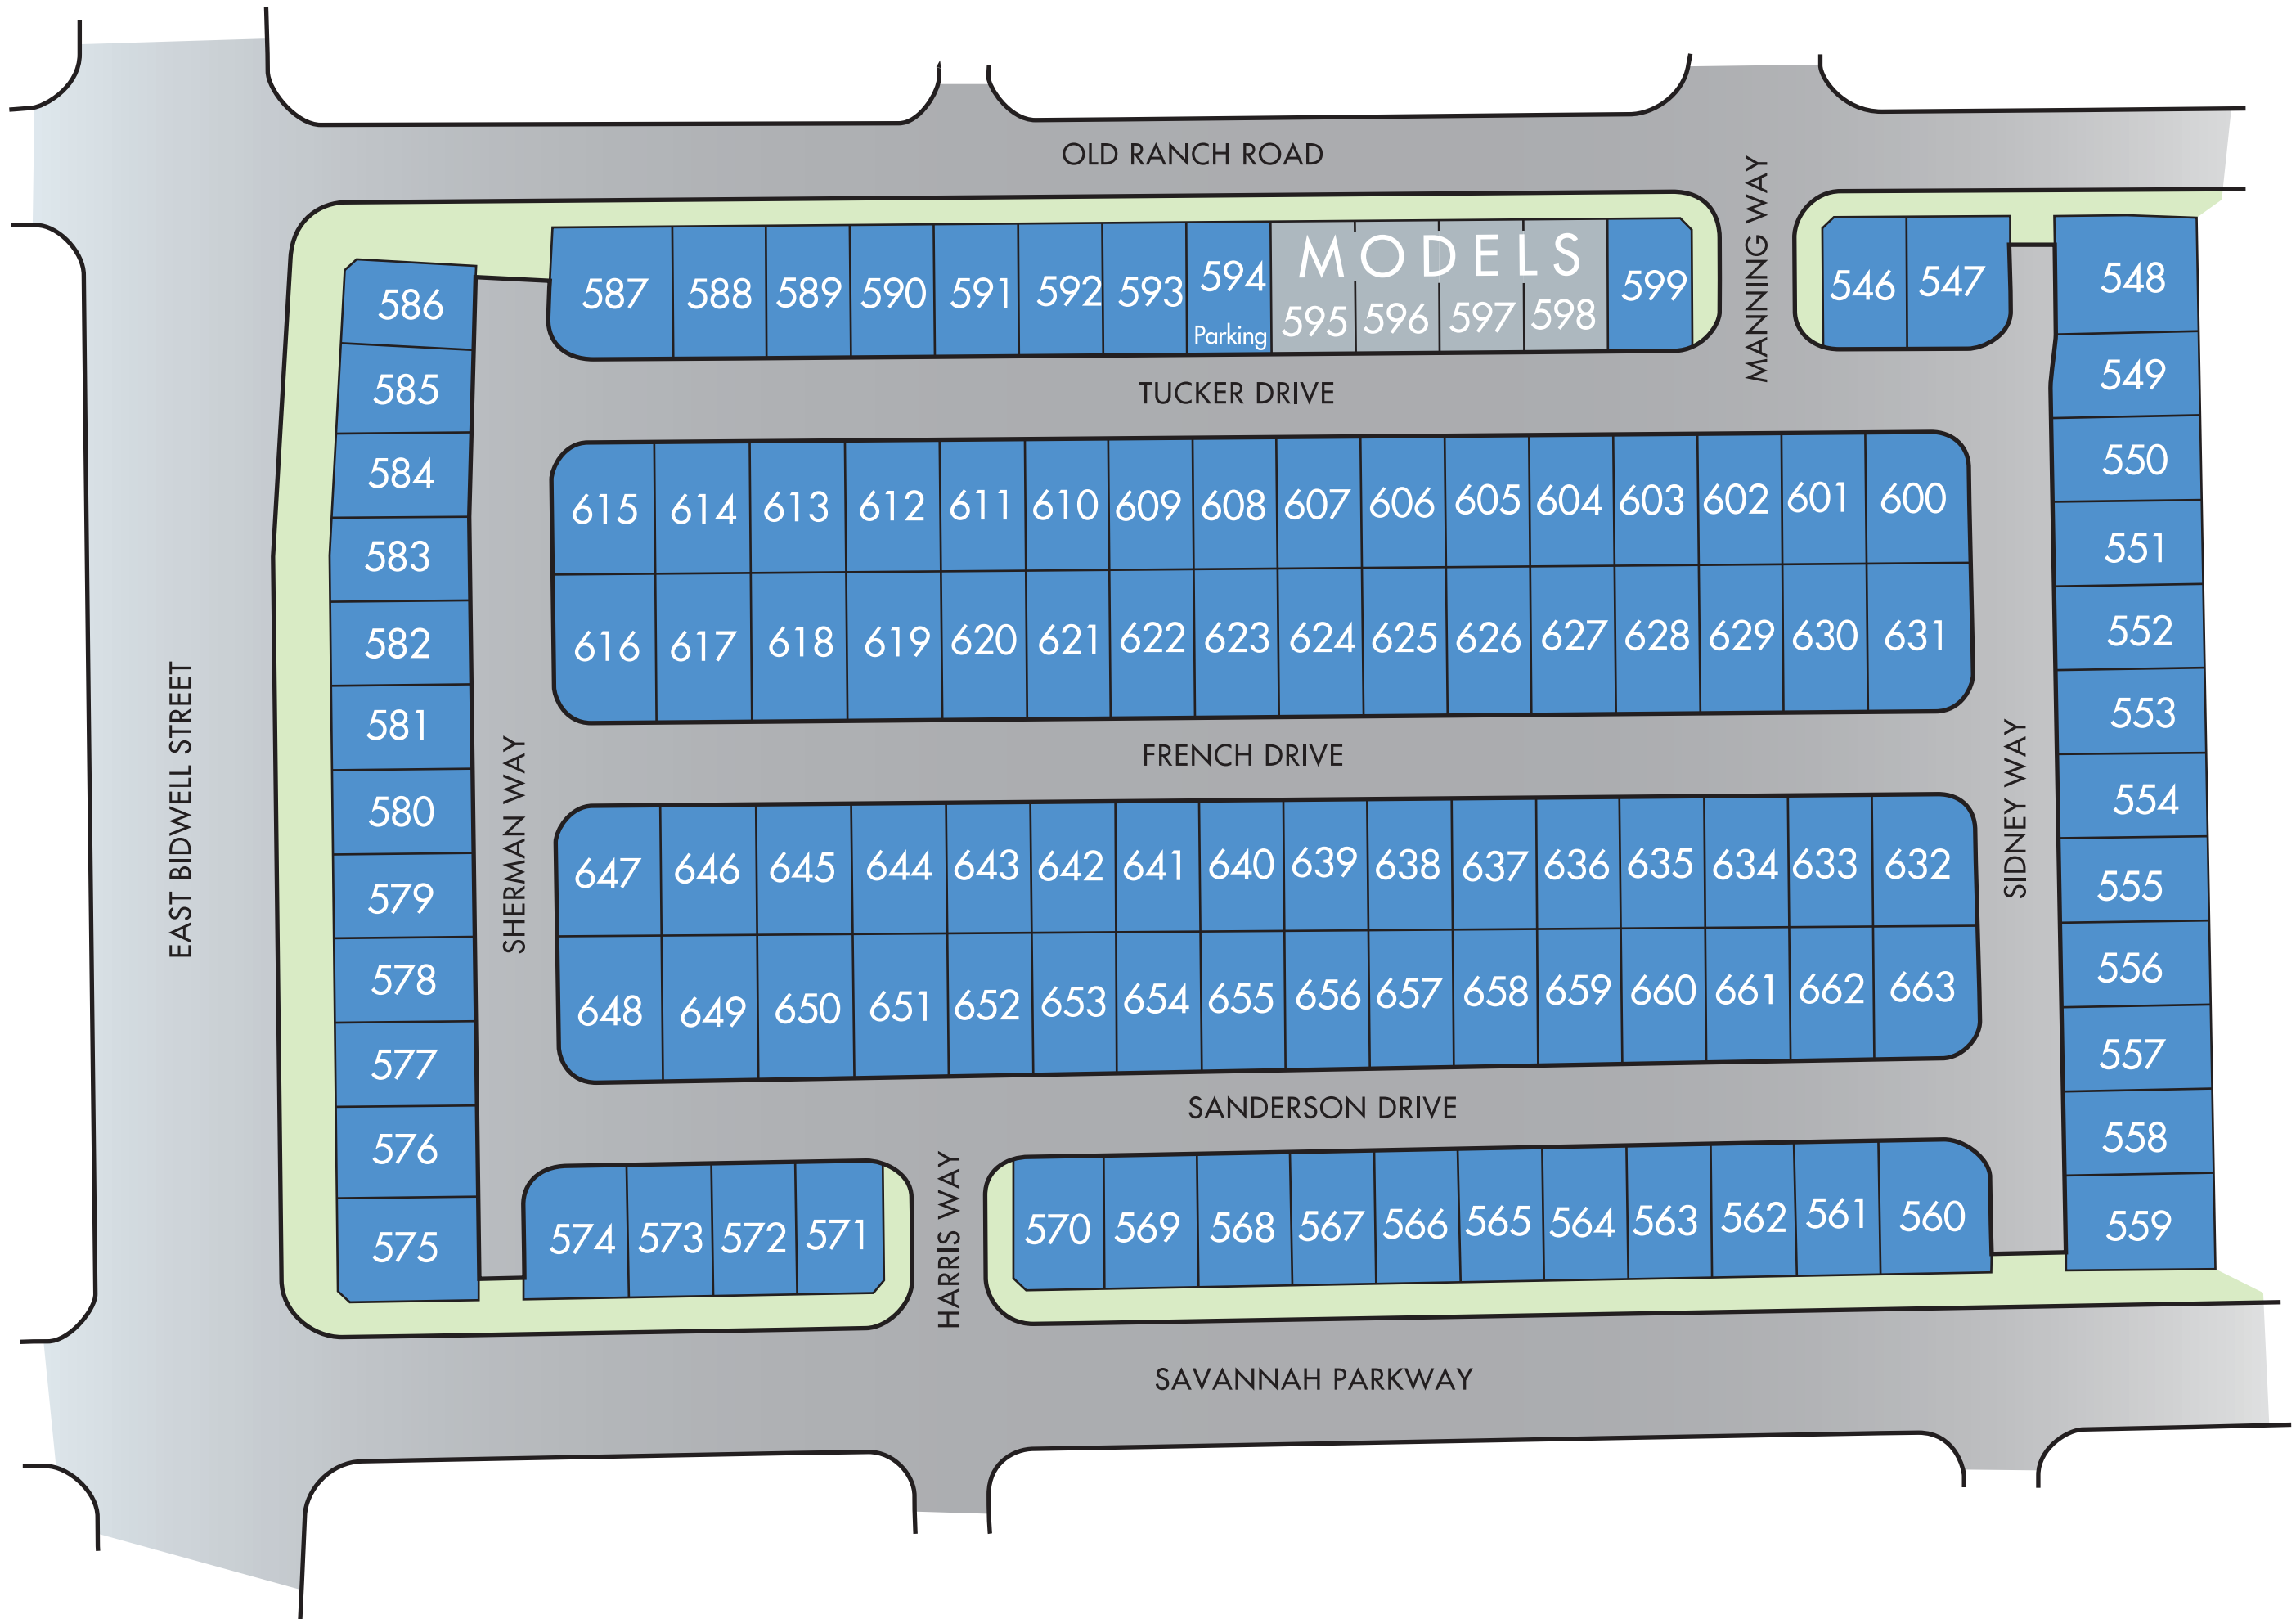 OLD RANCH ROAD
MANNING WAY
MODELS
587 588 589 590 591 592 593 594 595 596 597 598 599
Parking
546 547
548
549
550
551
552
553
554
555
556
557
558
559
586
585
584
583
582
581
580
579
578
577
576
575
TUCKER DRIVE
615 614 613 612 611 610 609 608 607 606 605 604 603 602 601 600
616 617 618 619 620 621 622 623 624 625 626 627 628 629 630 631
EAST BIDWELL STREET
SHERMAN WAY
FRENCH DRIVE
SIDNEY WAY
647 646 645 644 643 642 641 640 639 638 637 636 635 634 633 632
648 649 650 651 652 653 654 655 656 657 658 659 660 661 662 663
SANDERSON DRIVE
574 573 572 571
HARRIS WAY
570 569 568 567 566 565 564 563 562 561 560
SAVANNAH PARKWAY